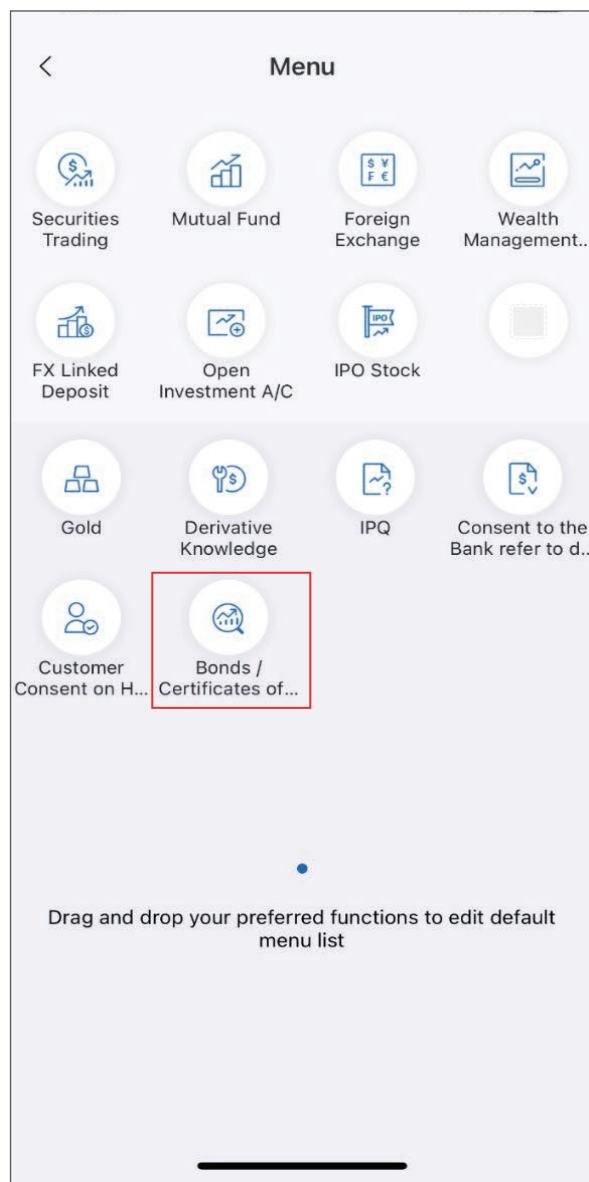 Menu
Securities
Trading
Mutual Fund
Foreign
Exchange
Wealth
Management..
FX Linked
Deposit
Open
Investment A/C
IPO Stock
Gold
Derivative
Knowledge
IPQ
Consent to the
Bank refer to d..
Customer
Consent on H...
Bonds /
Certificates of...
Drag and drop your preferred functions to edit default
menu list